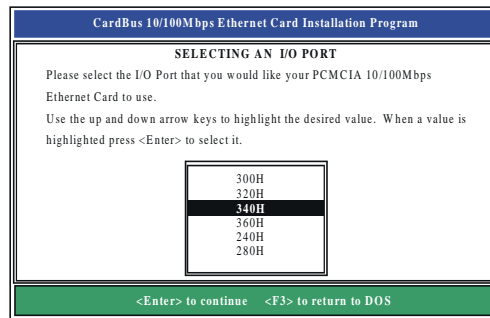 CardBus 10/100Mbps Ethernet Card Installation Program
SELECTING AN I/O PORT
Please select the I/O Port that you would like your PCMCIA 10/100Mbps
Ethernet Card to use.
Use the up and down arrow keys to highlight the desired value. When a value is
highlighted press <Enter> to select it.
300H
320H
340H
360H
240H
280H
<Enter> to continue <F3> to return to DOS